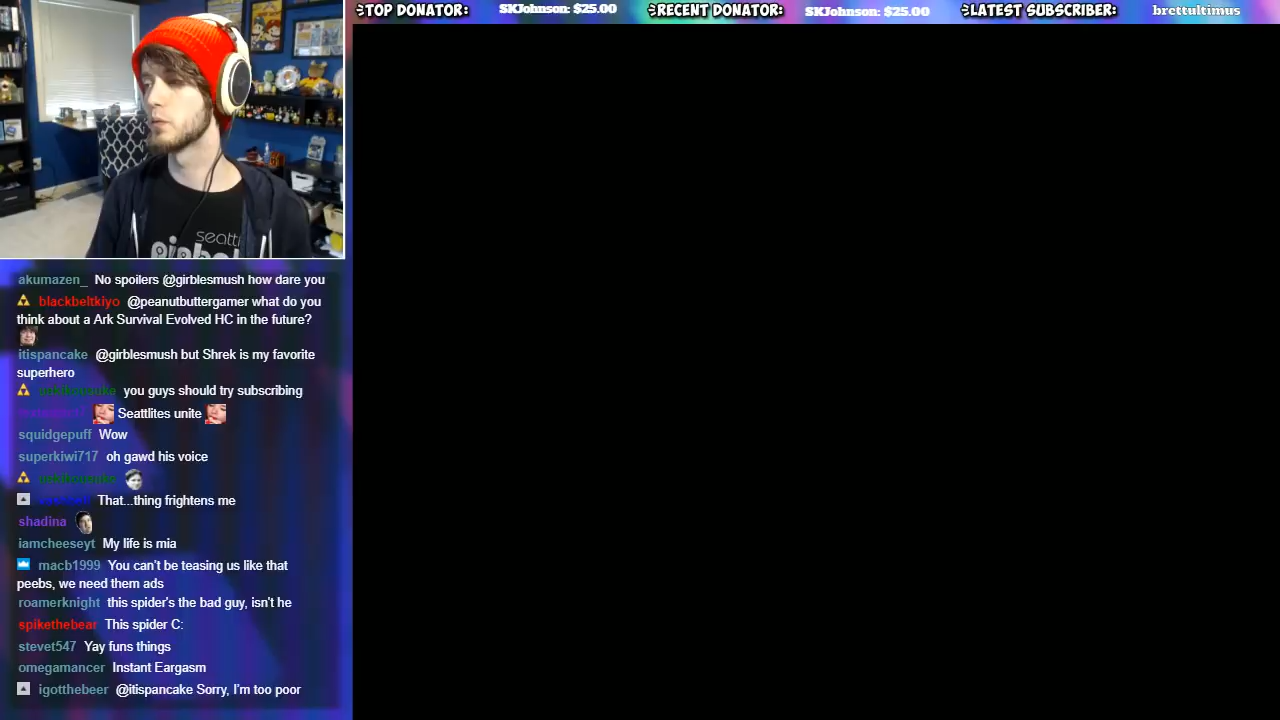 TOP DONATOR: SKJohnson: $25.00 RECENT DONATOR: SKJohnson: $25.00 LATEST SUBSCRIBER: brettultimus
seattl
akumazen_ No spoilers @girblesmush how dare you
blackbeltkiyo @peanutbuttergamer what do you
think about a Ark Survival Evolved HC in the future?
itispancake @girblesmush but Shrek is my favorite
superhero
you guys should try subscribing
Seattlites unite
squidgepuff Wow
superkiwi717 oh gawd his voice
That...thing frightens me
shadina
iamcheeseyt My life is mia
macb1999 You can't be teasing us like that
peebs, we need them ads
roamerknight this spider's the bad guy, isn't he
spikethebear This spider C:
stevet547 Yay funs things
omegamancer Instant Eargasm
igotthebeer @itispancake Sorry, I'm too poor